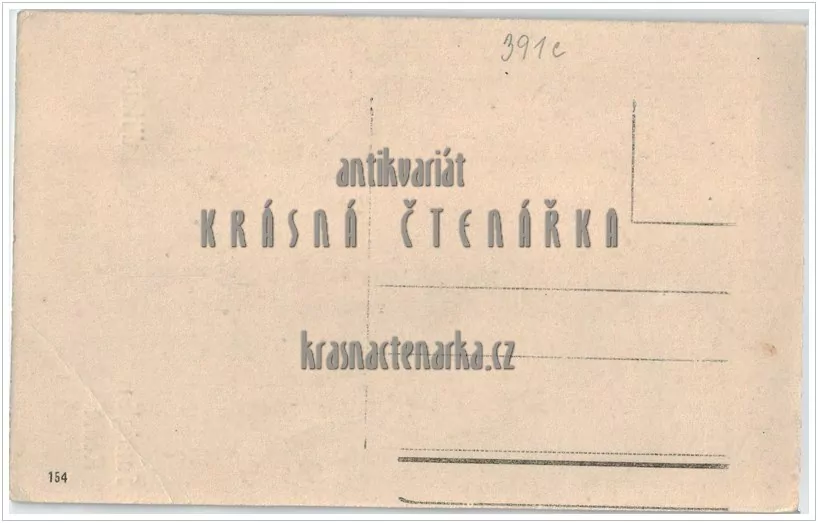 391c
antikvariát
KRÁSNÁ ČTENÁŘKA
krasnactenarka.cz
154